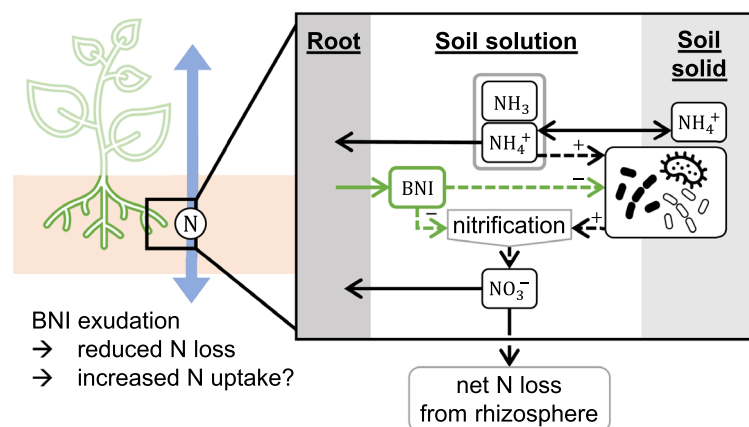 Root
Soil solution
Soil
solid
NH₃
NH₄⁺
NH₄⁺
+
BNI
−
−
nitrification
+
N
NO₃⁻
BNI exudation
→ reduced N loss
→ increased N uptake?
net N loss
from rhizosphere